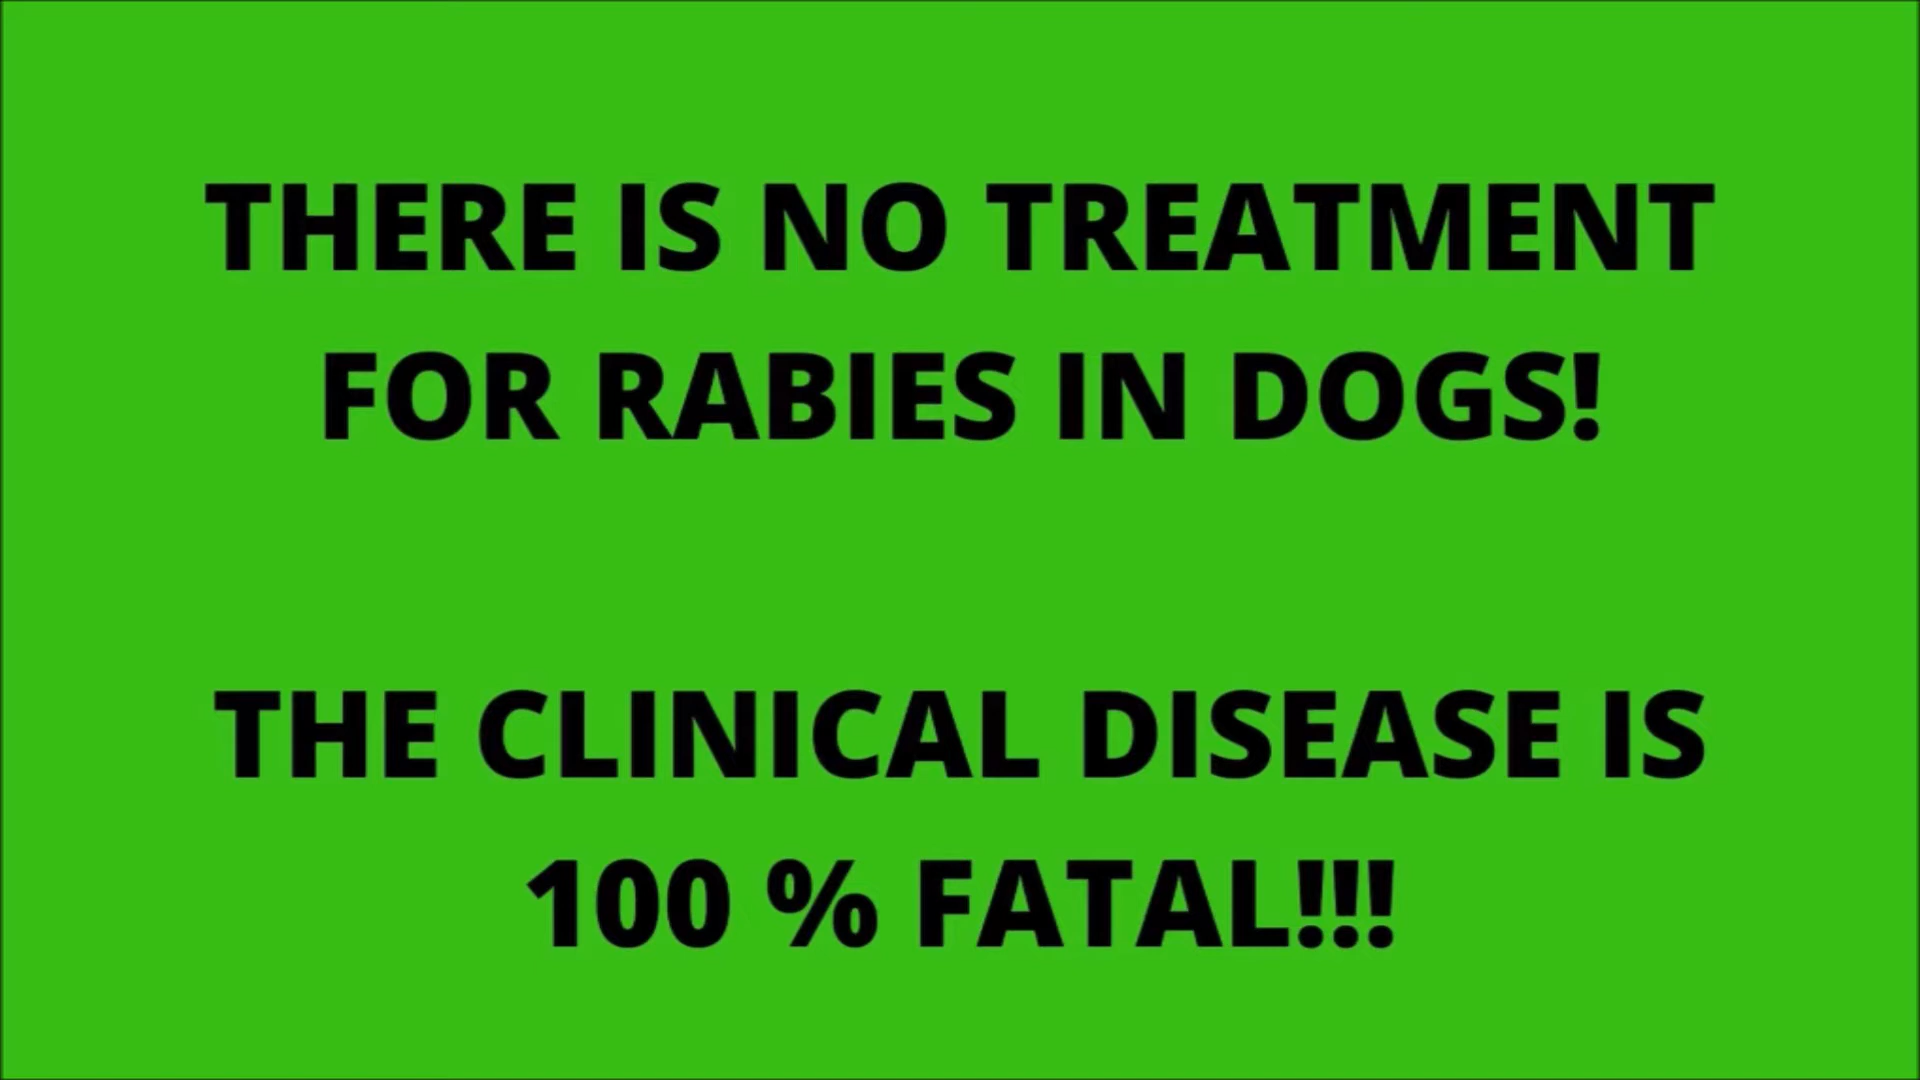 THERE IS NO TREATMENT
FOR RABIES IN DOGS!
THE CLINICAL DISEASE IS
100 % FATAL!!!